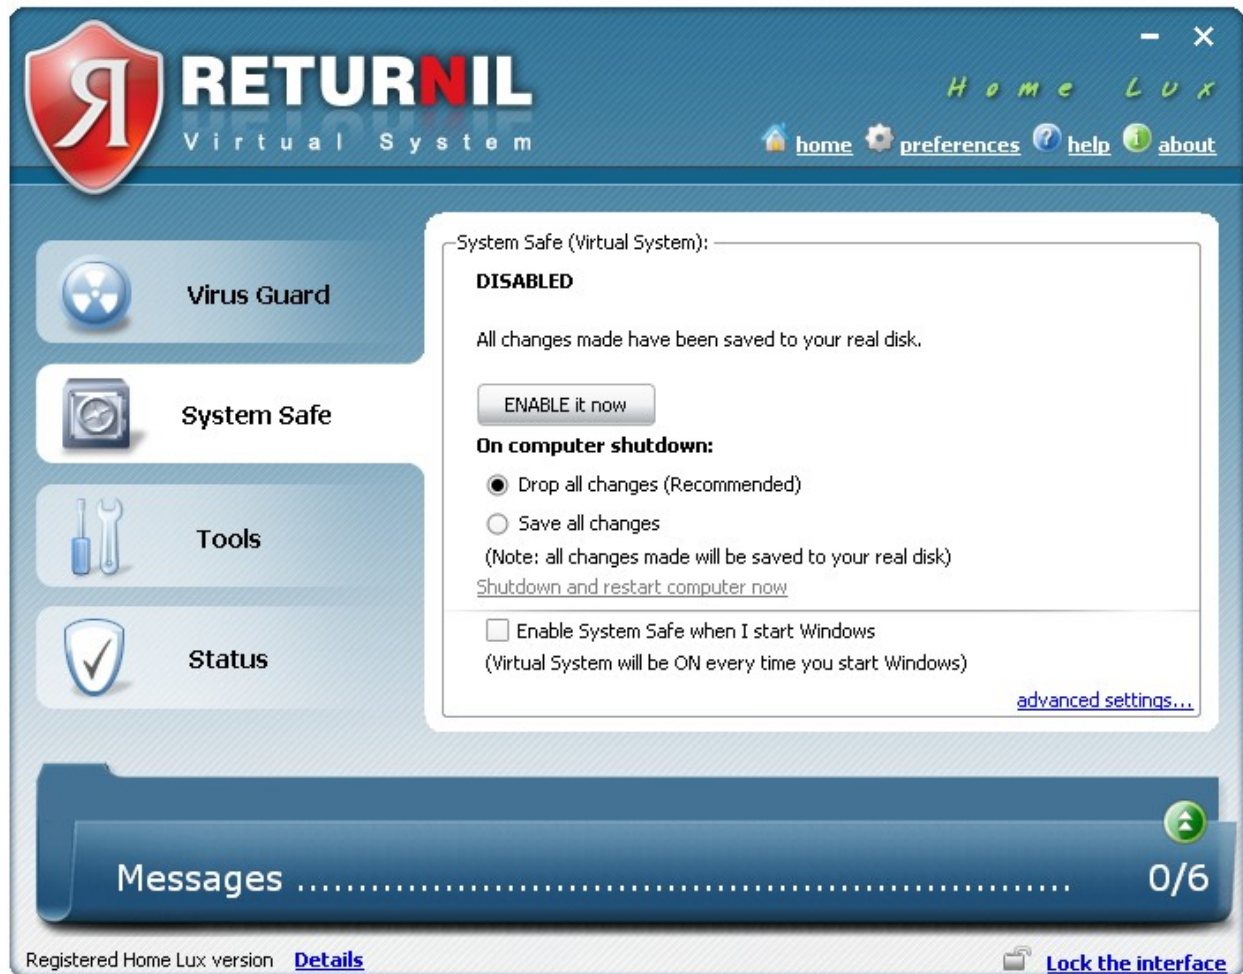 RETURNIL
Virtual System
Home Lux
home preferences help about
Virus Guard
System Safe
Tools
Status
System Safe (Virtual System):
DISABLED
All changes made have been saved to your real disk.
ENABLE it now
On computer shutdown:
Drop all changes (Recommended)
Save all changes
(Note: all changes made will be saved to your real disk)
Shutdown and restart computer now
Enable System Safe when I start Windows
(Virtual System will be ON every time you start Windows)
advanced settings...
Messages ............................................................. 0/6
Registered Home Lux version Details
Lock the interface